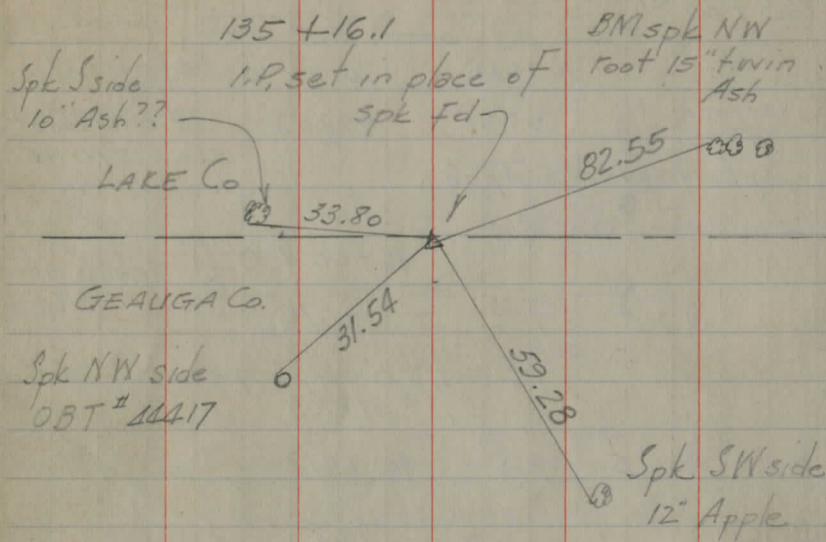 135 + 16.1
I.P. set in place of
spk Fd
BM spk NW
root 15" twin
Ash
Spk S side
10" Ash??
LAKE Co
33.80
82.55
GEAUGA Co.
31.54
59.28
Spk NW side
OBT # 44417
Spk SW side
12" Apple